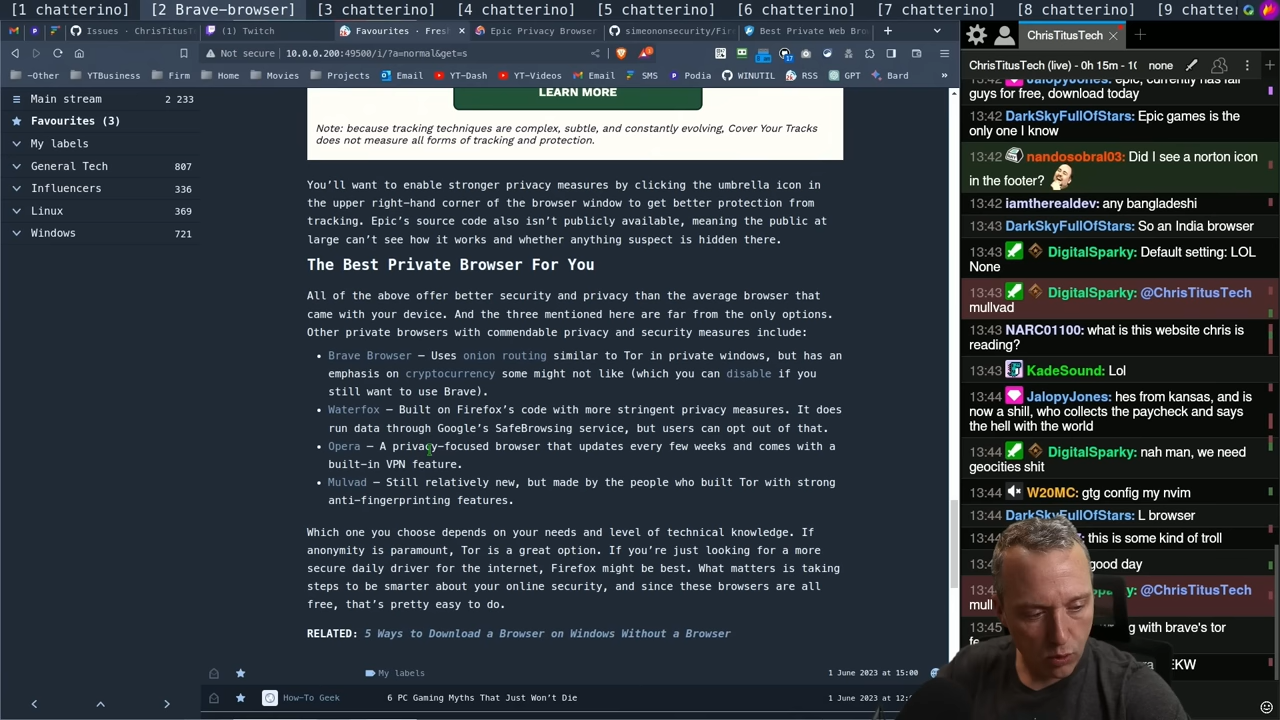 [1 chatterino]
[2 Brave-browser]
[3 chatterino]
[4 chatterino]
[5 chatterino]
[6 chatterino]
[7 chatterino]
[8 chatterino]
[9 chatterino]
Issues · ChrisTitusT
(1) Twitch
Favourites · Fresh
Epic Privacy Browser
simeononsecurity/Fire
Best Private Web Bro
Not secure
10.0.0.200:49500/i/?a=normal&get=s
-Other
YTBusiness
Firm
Home
Movies
Projects
Email
YT-Dash
YT-Videos
Email
SMS
Podia
WINUTIL
RSS
GPT
Bard
Main stream
2 233
Favourites (3)
My labels
General Tech
807
Influencers
336
Linux
369
Windows
721
LEARN MORE
Note: because tracking techniques are complex, subtle, and constantly evolving, Cover Your Tracks
does not measure all forms of tracking and protection.
You’ll want to enable stronger privacy measures by clicking the umbrella icon in
the upper right-hand corner of the browser window to get better protection from
tracking. Epic’s source code also isn’t publicly available, meaning the public at
large can’t see how it works and whether anything suspect is hidden there.
The Best Private Browser For You
All of the above offer better security and privacy than the average browser that
came with your device. And the three mentioned here are far from the only options.
Other private browsers with commendable privacy and security measures include:
• Brave Browser – Uses onion routing similar to Tor in private windows, but has an
emphasis on cryptocurrency some might not like (which you can disable if you
still want to use Brave).
• Waterfox – Built on Firefox’s code with more stringent privacy measures. It does
run data through Google’s SafeBrowsing service, but users can opt out of that.
• Opera – A privacy-focused browser that updates every few weeks and comes with a
built-in VPN feature.
• Mulvad – Still relatively new, but made by the people who built Tor with strong
anti-fingerprinting features.
Which one you choose depends on your needs and level of technical knowledge. If
anonymity is paramount, Tor is a great option. If you’re just looking for a more
secure daily driver for the internet, Firefox might be best. What matters is taking
steps to be smarter about your online security, and since these browsers are all
free, that’s pretty easy to do.
RELATED: 5 Ways to Download a Browser on Windows Without a Browser
My labels
1 June 2023 at 15:00
How-To Geek
6 PC Gaming Myths That Just Won’t Die
1 June 2023 at 12:
ChrisTitusTech
ChrisTitusTech (live) - 0h 15m - 1
none
JalopyJones: epic, currently has fall
guys for free, download today
13:42 DarkSkyFullOfStars: Epic games is the
only one I know
13:42 nandosobral03: Did I see a norton icon
in the footer?
13:42 iamtherealdev: any bangladeshi
13:43 DarkSkyFullOfStars: So an India browser
13:43 DigitalSparky: Default setting: LOL
None
13:43 DigitalSparky: @ChrisTitusTech
mullvad
13:43 NARC01100: what is this website chris is
reading?
13:43 KadeSound: Lol
13:44 JalopyJones: hes from kansas, and is
now a shill, who collects the paycheck and says
the hell with the world
13:44 DigitalSparky: nah man, we need
geocities shit
13:44 W20MC: gtg config my nvim
13:44 DarkSkyFullOfStars: L browser
13:44 : this is some kind of troll
13:44 good day
13:4 Sparky: @ChrisTitusTech
mull
13:45 with brave's tor